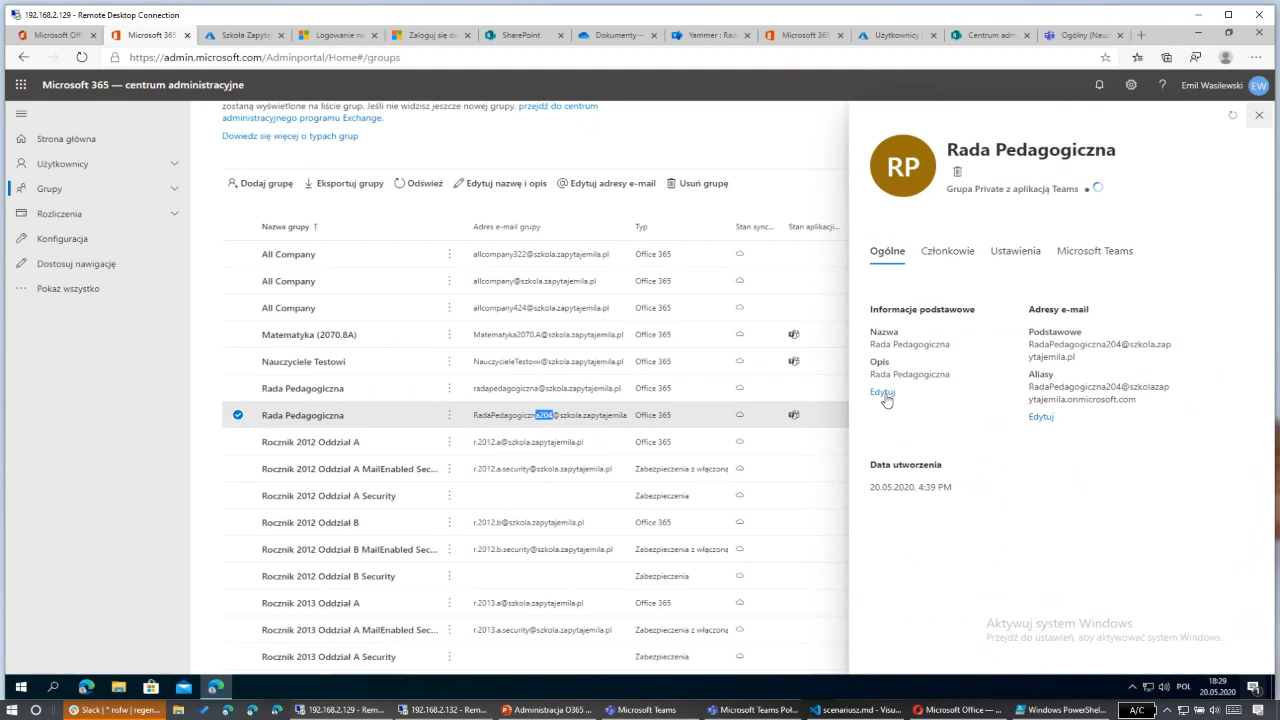 192.168.2.129 - Remote Desktop Connection
Microsoft Off
Microsoft 365
Szkoła Zapytaj
Logowanie na
Zaloguj się do
SharePoint
Dokumenty —
Yammer : Rad
Microsoft 365
Użytkownicy (
Centrum adm
Ogólny (Nauc
https://admin.microsoft.com/Adminportal/Home#/groups
Microsoft 365 — centrum administracyjne
Emil Wasilewski
EW
Strona główna
Użytkownicy
Grupy
Rozliczenia
Konfiguracja
Dostosuj nawigację
Pokaż wszystko
zostaną wyświetlone na liście grup. Jeśli nie widzisz jeszcze nowej grupy. przejdź do centrum
administracyjnego programu Exchange.
Dowiedz się więcej o typach grup
Dodaj grupę
Eksportuj grupy
Odśwież
Edytuj nazwę i opis
Edytuj adresy e-mail
Usuń grupę
Nazwa grupy ↑ Adres e-mail grupy Typ Stan sync... Stan aplikacji...
All Company allcompany322@szkola.zapytajemila.pl Office 365
All Company allcompany@szkola.zapytajemila.pl Office 365
All Company allcompany424@szkola.zapytajemila.pl Office 365
Matematyka (2070.8A) Matematyka2070.A@szkola.zapytajemila.pl Office 365
Nauczyciele Testowi NauczycieleTestowi@szkola.zapytajemila.pl Office 365
Rada Pedagogiczna radapedagogiczna@szkola.zapytajemila.pl Office 365
Rada Pedagogiczna RadaPedagogiczna204@szkola.zapytajemila Office 365
Rocznik 2012 Oddział A r.2012.a@szkola.zapytajemila.pl Office 365
Rocznik 2012 Oddział A MailEnabled Sec... r.2012.a.security@szkola.zapytajemila.pl Zabezpieczenia z włączoną
Rocznik 2012 Oddział A Security Zabezpieczenia
Rocznik 2012 Oddział B r.2012.b@szkola.zapytajemila.pl Office 365
Rocznik 2012 Oddział B MailEnabled Sec... r.2012.b.security@szkola.zapytajemila.pl Zabezpieczenia z włączoną
Rocznik 2012 Oddział B Security Zabezpieczenia
Rocznik 2013 Oddział A r.2013.a@szkola.zapytajemila.pl Office 365
Rocznik 2013 Oddział A MailEnabled Sec... r.2013.a.security@szkola.zapytajemila.pl Zabezpieczenia z włączoną
Rocznik 2013 Oddział A Security Zabezpieczenia
RP
Rada Pedagogiczna
Grupa Private z aplikacją Teams •
Ogólne Członkowie Ustawienia Microsoft Teams
Informacje podstawowe
Nazwa
Rada Pedagogiczna
Opis
Rada Pedagogiczna
Edytuj
Adresy e-mail
Podstawowe
RadaPedagogiczna204@szkola.zap
ytajemila.pl
Aliasy
RadaPedagogiczna204@szkolazap
ytajemila.onmicrosoft.com
Edytuj
Data utworzenia
20.05.2020, 4:39 PM
Aktywuj system Windows
Przejdź do ustawień, aby aktywować system Windows.
POL
18:29
20.05.2020
1
Slack | * nsfw | regen...
192.168.2.129 - Rem...
192.168.2.132 - Rem...
Administracja O365 ...
Microsoft Teams
Microsoft Teams Pol...
scenariusz.md - Visu...
Microsoft Office — ...
Windows PowerShel...
A/C